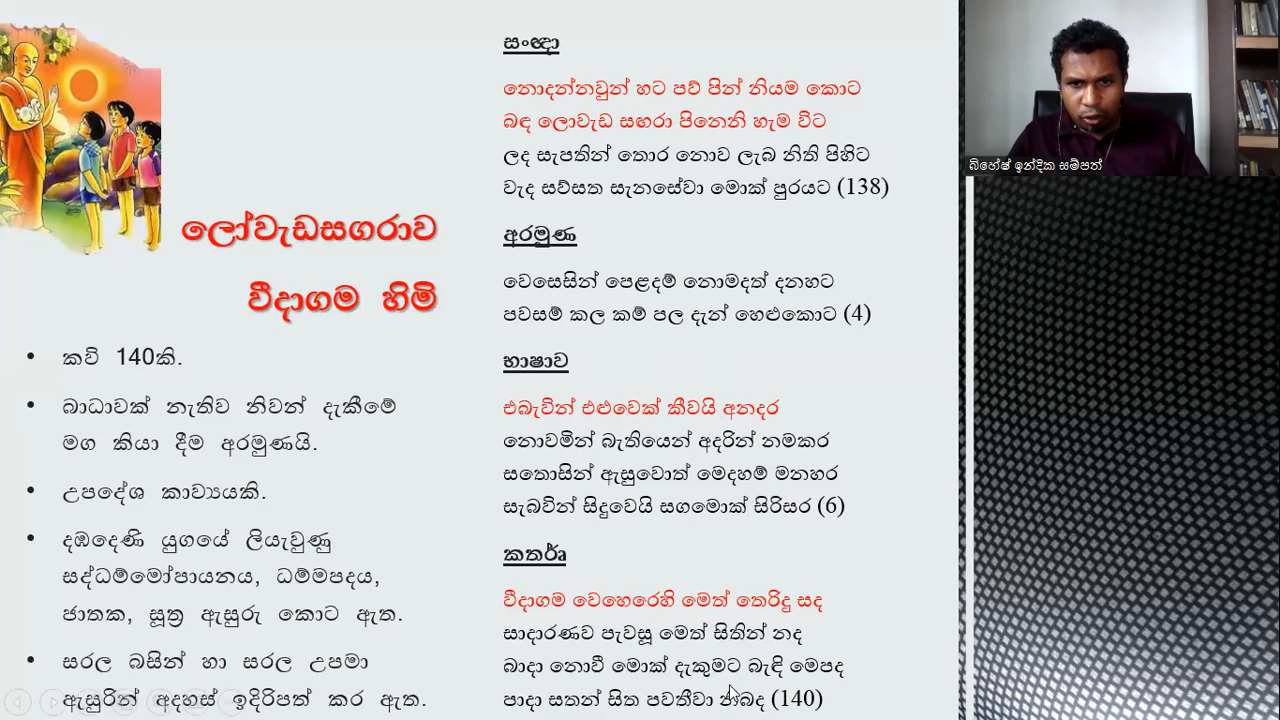 ලෝවැඩසගරාව
වීදාගම හිමි
• කවි 140කි.
• බාධාවක් නැතිව නිවන් දැකීමේ
මග කියා දීම අරමුණයි.
• උපදේශ කාව්‍යයකි.
• දඹදෙණි යුගයේ ලියැවුණු
සද්ධම්මෝපායනය, ධම්මපදය,
ජාතක, සූත්‍ර ඇසුරු කොට ඇත.
• සරල බසින් හා සරල උපමා
ඇසුරින් අදහස් ඉදිරිපත් කර ඇත.
සංඥා
නොදන්නවුන් හට පව් පින් නියම කොට
බඳ ලොවැඩ සඟරා පිනෙනි හැම විට
ලද සැපතින් තොර නොව ලැබ නිති පිහිට
වැද සව්සත සැනසේවා මොක් පුරයට (138)
අරමුණ
වෙසෙසින් පෙළදම් නොමදත් දනහට
පවසම් කල කම් පල දැන් හෙළුකොට (4)
භාෂාව
එබැවින් එළුවෙක් කීවයි අනදර
නොවමින් බැතියෙන් අදරින් නමකර
සතොසින් ඇසුවොත් මෙදහම් මනහර
සැබවින් සිදුවෙයි සගමොක් සිරිසර (6)
කතර්‍ෘ
වීදාගම වෙහෙරෙහි මෙත් තෙරිඳු සද
සාදාරණව පැවසූ මෙත් සිතින් නද
බාදා නොවී මොක් දැකුමට බැඳි මෙපද
පාදා සතන් සිත පවතීවා නිබද (140)
බිහේෂ් ඉන්දික සම්පත්